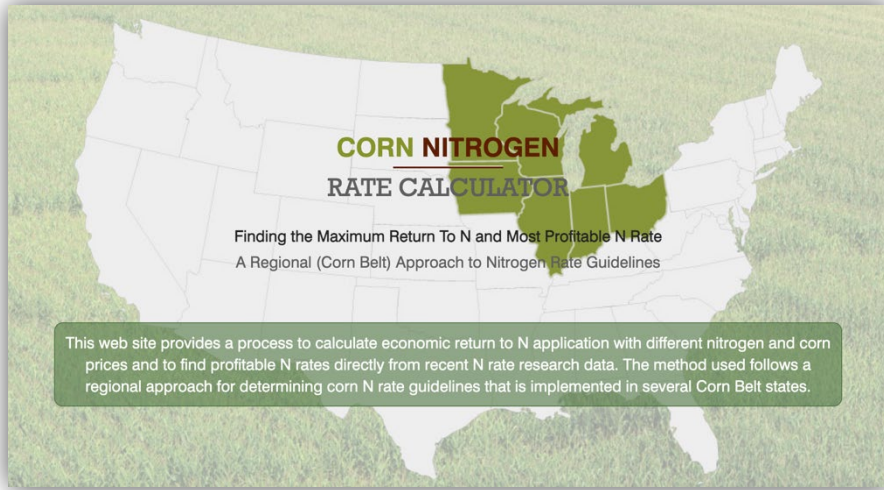 CORN NITROGEN
RATE CALCULATOR
Finding the Maximum Return To N and Most Profitable N Rate
A Regional (Corn Belt) Approach to Nitrogen Rate Guidelines
This web site provides a process to calculate economic return to N application with different nitrogen and corn
prices and to find profitable N rates directly from recent N rate research data. The method used follows a
regional approach for determining corn N rate guidelines that is implemented in several Corn Belt states.